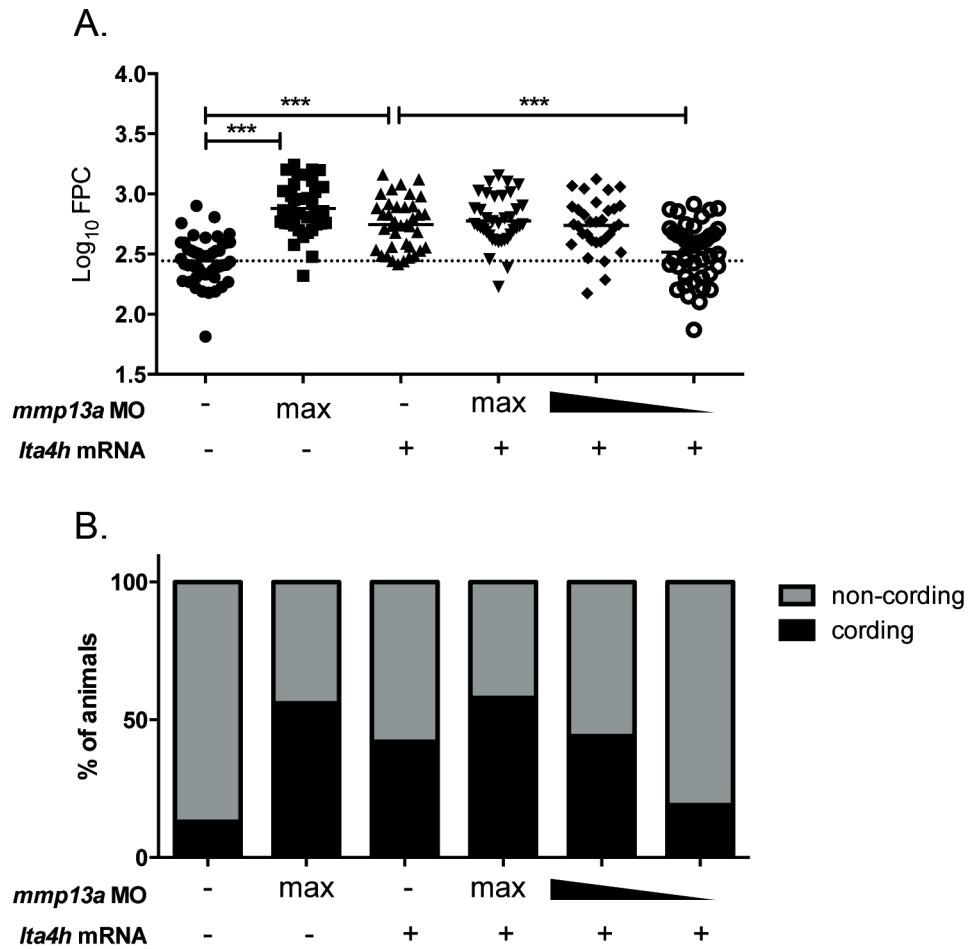 A.
4.0
3.5
3.0
2.5
2.0
1.5
Log10 FPC
*** ***
***
mmp13a MO - max - max
lta4h mRNA - - + + + +
B.
100
50
0
% of animals
non-cording
cording
mmp13a MO - max - max
lta4h mRNA - - + + + +